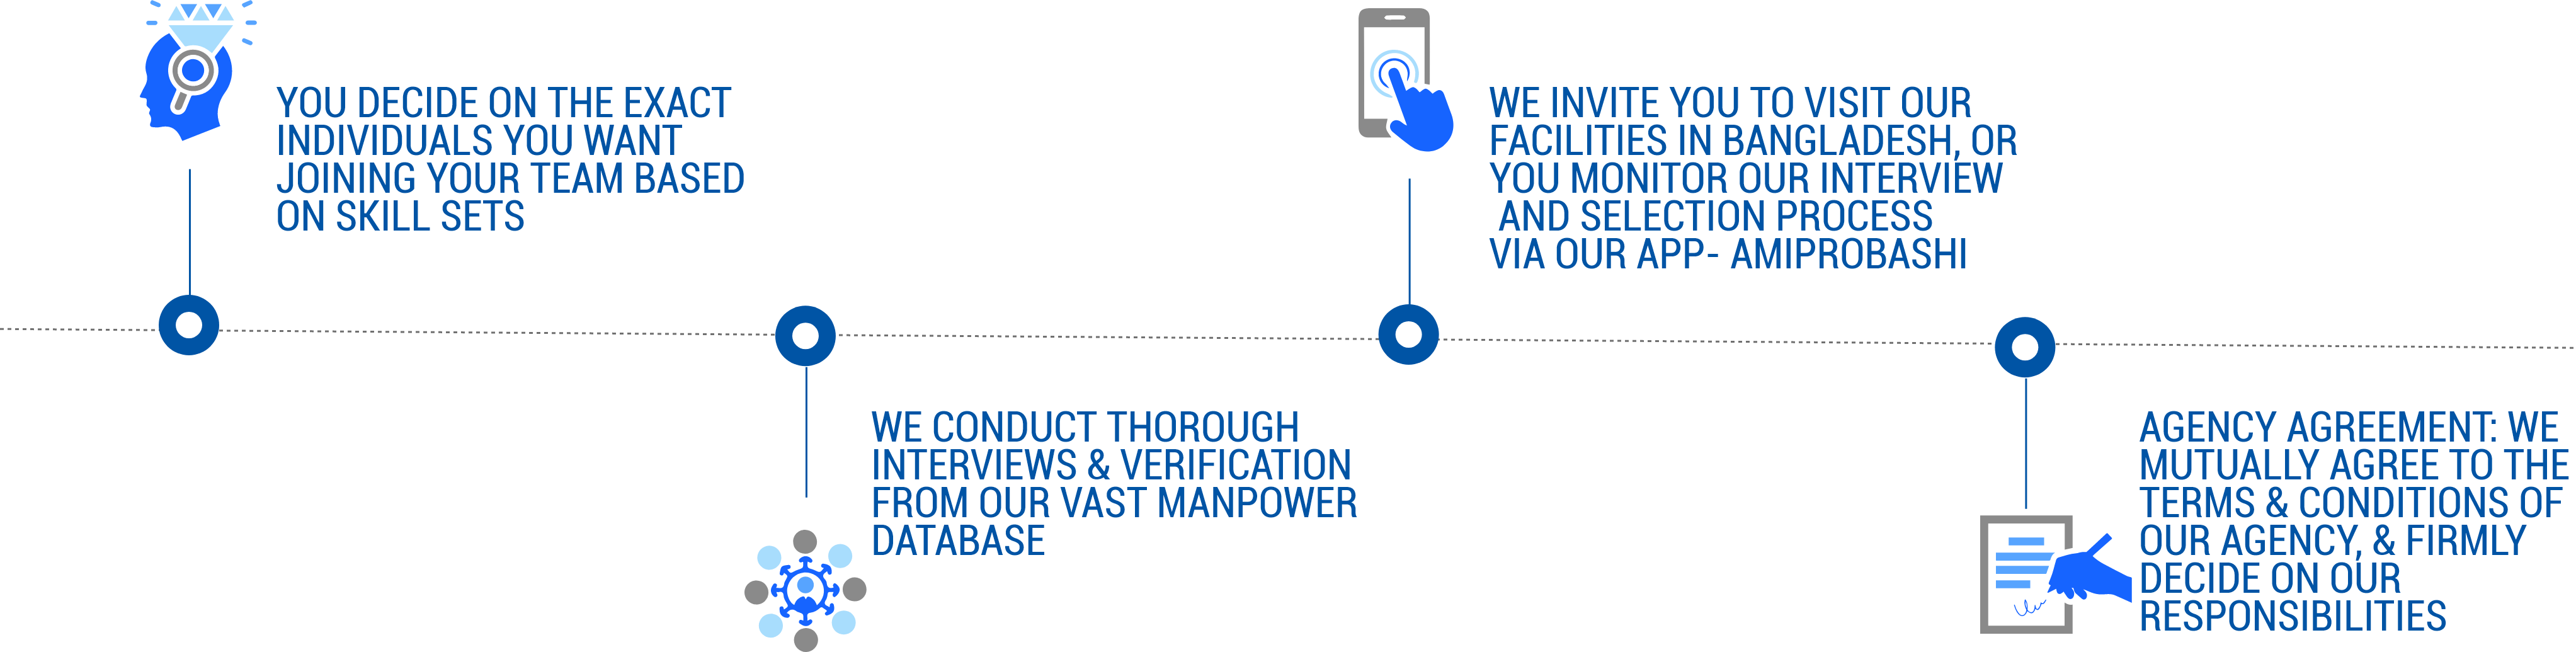 YOU DECIDE ON THE EXACT
INDIVIDUALS YOU WANT
JOINING YOUR TEAM BASED
ON SKILL SETS
WE CONDUCT THOROUGH
INTERVIEWS & VERIFICATION
FROM OUR VAST MANPOWER
DATABASE
WE INVITE YOU TO VISIT OUR
FACILITIES IN BANGLADESH, OR
YOU MONITOR OUR INTERVIEW
AND SELECTION PROCESS
VIA OUR APP- AMIPROBASHI
AGENCY AGREEMENT: WE
MUTUALLY AGREE TO THE
TERMS & CONDITIONS OF
OUR AGENCY, & FIRMLY
DECIDE ON OUR
RESPONSIBILITIES